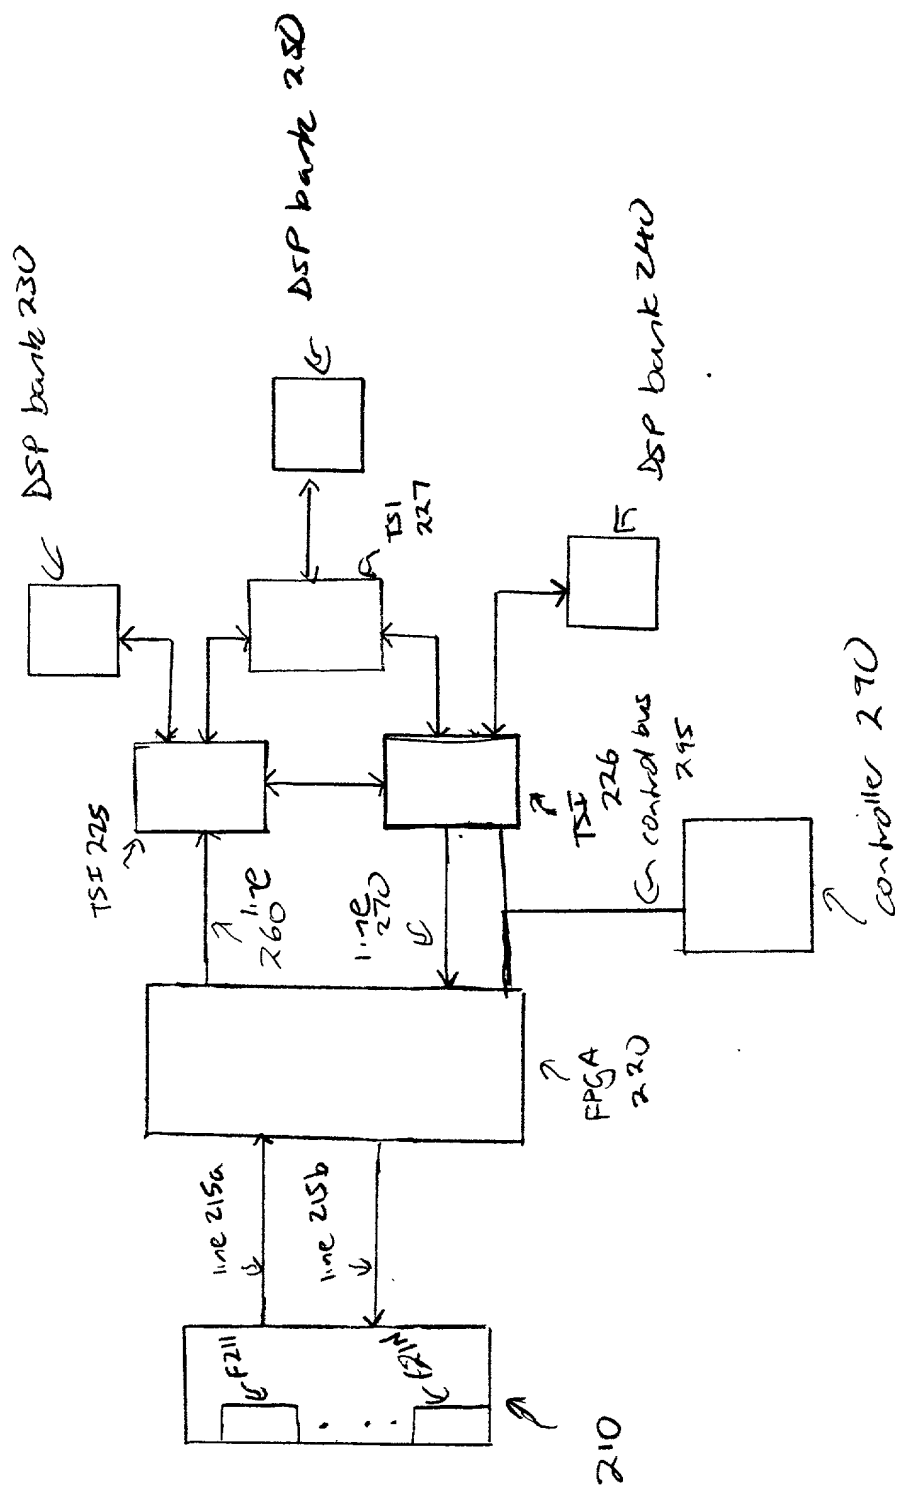 DSP bank 230
DSP bank 250
TSI
227
DSP bank 240
TSI 225
TSI
226
control bus
295
line
260
line
270
controller 290
FPGA
220
line 215a
line 215b
F211
F211N
210